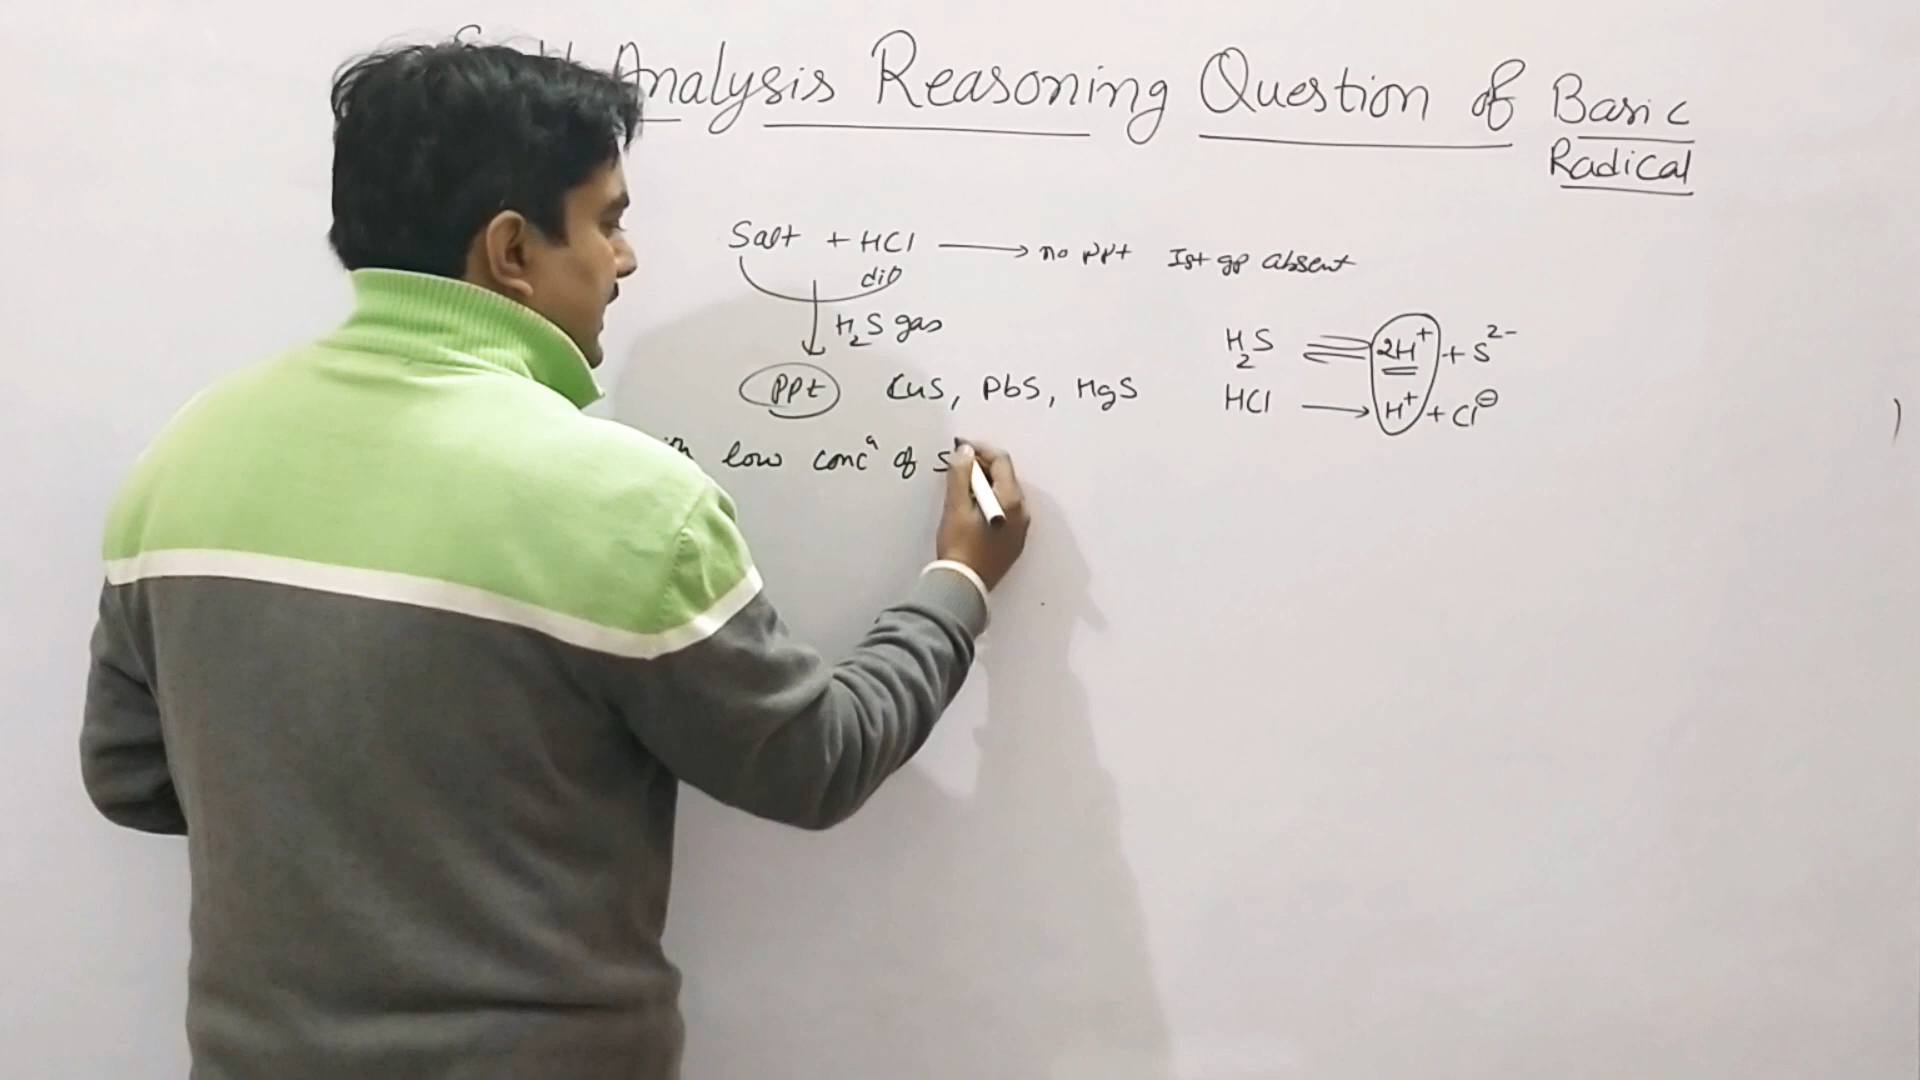 Analysis Reasoning Question of Basic
Radical
Salt + HCl ⟶ no ppt Ist gp absent
dil
H₂S gas
ppt CuS, PbS, HgS
H₂S ⇌ 2H⁺ + S²⁻
HCl ⟶ H⁺ + Cl⊖
low concⁿ of S